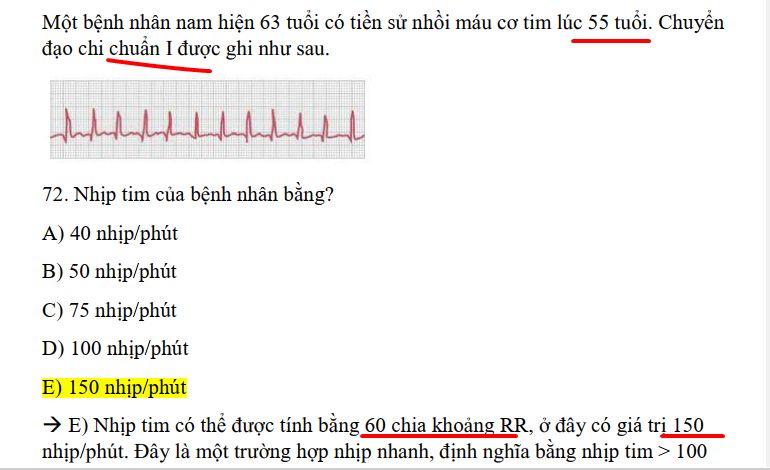 Một bệnh nhân nam hiện 63 tuổi có tiền sử nhồi máu cơ tim lúc 55 tuổi. Chuyển
đạo chi chuẩn I được ghi như sau.
72. Nhịp tim của bệnh nhân bằng?
A) 40 nhịp/phút
B) 50 nhịp/phút
C) 75 nhịp/phút
D) 100 nhịp/phút
E) 150 nhịp/phút
→ E) Nhịp tim có thể được tính bằng 60 chia khoảng RR, ở đây có giá trị 150
nhịp/phút. Đây là một trường hợp nhịp nhanh, định nghĩa bằng nhịp tim > 100